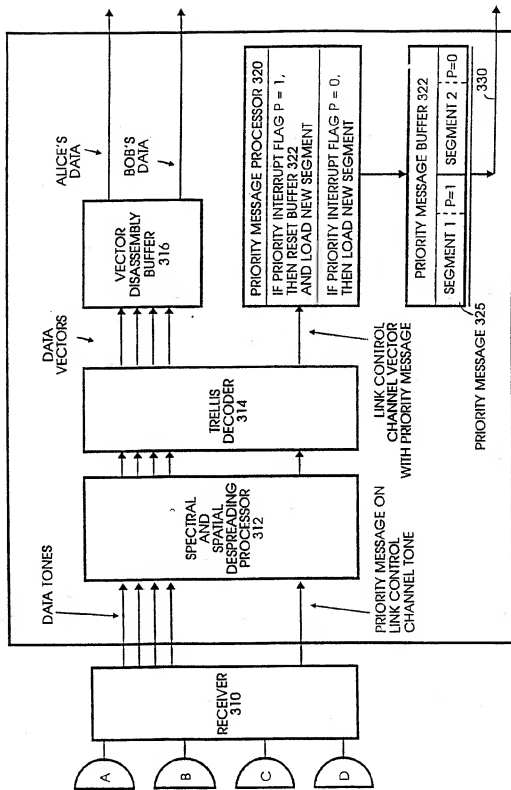 A
B
C
D
RECEIVER
310
DATA TONES
PRIORITY MESSAGE ON
LINK CONTROL
CHANNEL TONE
SPECTRAL
AND
SPATIAL
DESPREADING
PROCESSOR
312
TRELLIS
DECODER
314
DATA
VECTORS
LINK CONTROL
CHANNEL VECTOR
WITH PRIORITY MESSAGE
VECTOR
DISASSEMBLY
BUFFER
316
ALICE'S
DATA
BOB'S
DATA
PRIORITY MESSAGE PROCESSOR 320
IF PRIORITY INTERRUPT FLAG P = 1,
THEN RESET BUFFER 322
AND LOAD NEW SEGMENT
IF PRIORITY INTERRUPT FLAG P = 0,
THEN LOAD NEW SEGMENT
PRIORITY MESSAGE BUFFER 322
SEGMENT 1 P=1 SEGMENT 2 P=0
325
330
PRIORITY MESSAGE 325